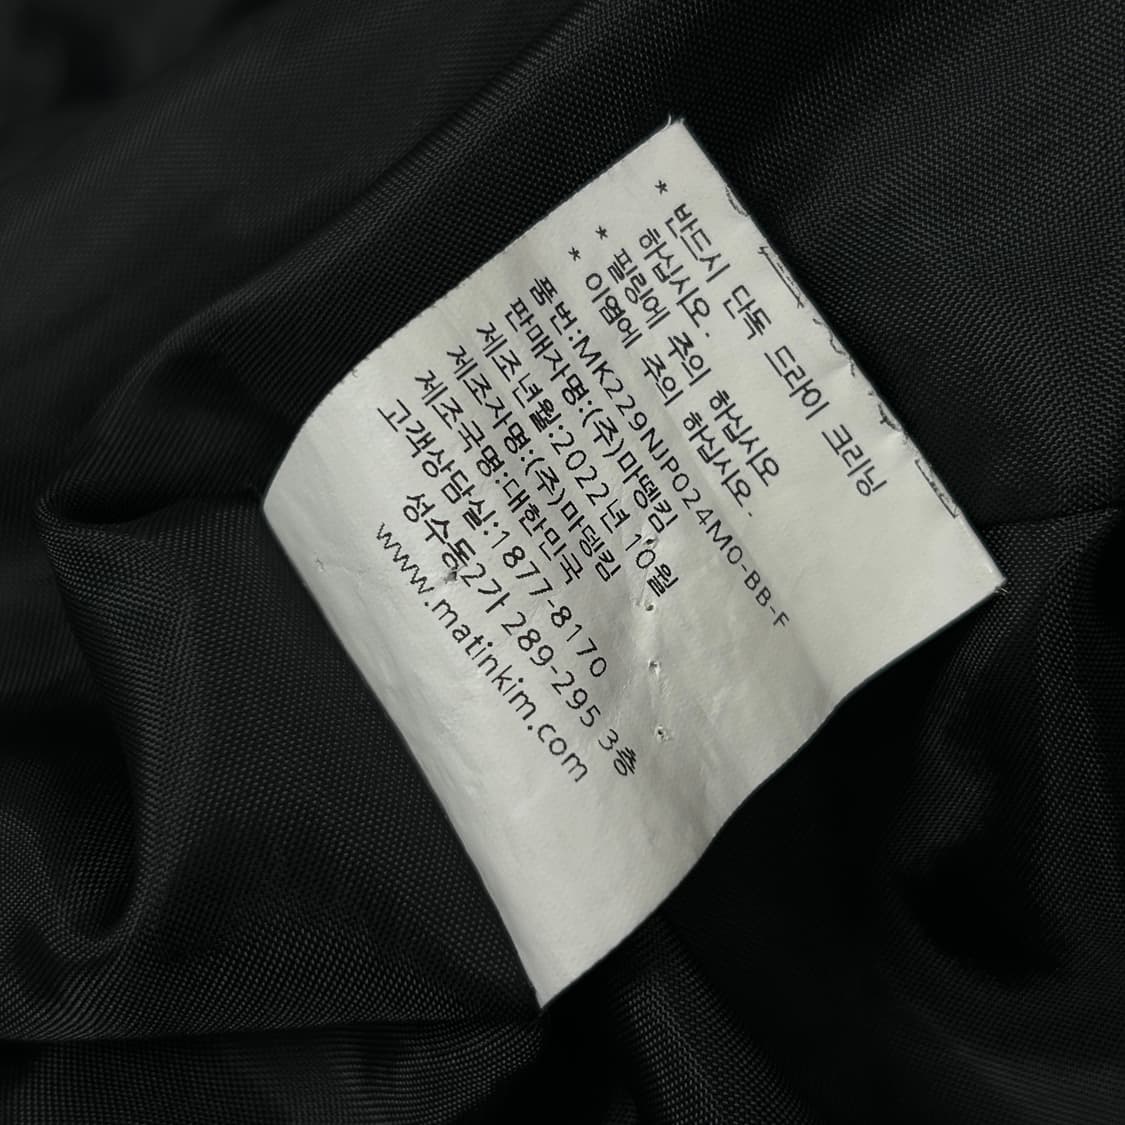 * 반드시 단독 드라이 크리닝
하십시오.
* 필링에 주의 하십시오
* 이염에 주의 하십시오.
품번:MK229NJP024M0-BB-F
판매자명:(주)마뗑킴
제조년월:2022년 10월
제조자명:(주)마뗑킴
제조국명:대한민국
고객상담실:1877-8170
성수동2가 289-295 3층
www.matinkim.com